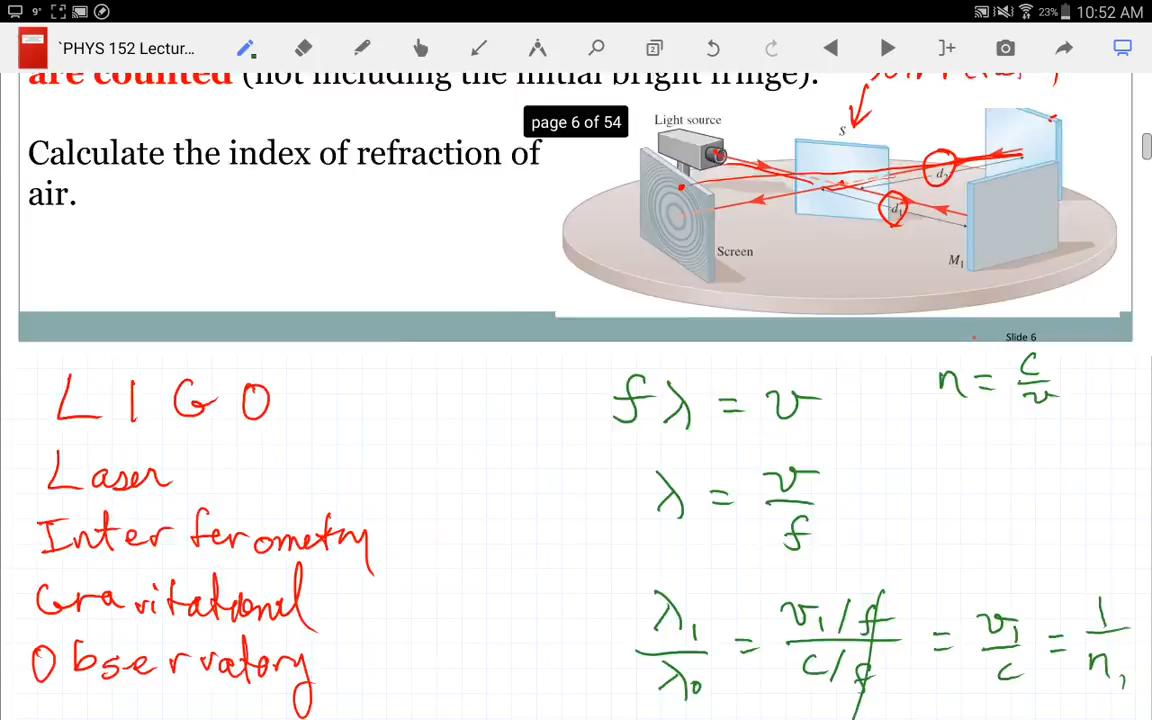 9° 23% 10:52 AM
`PHYS 152 Lectur...
are counted (not including the initial bright fringe).
page 6 of 54
Light source
S
Calculate the index of refraction of
air.
d₂
d₁
Screen
M₁
Slide 6
L I G O
fλ = v
n = c/v
Laser
λ = v/f
Interferometry
Gravitational
λ₁/λ₀ = (v₁/f)/(c/f) = v₁/c = 1/n₁
Observatory